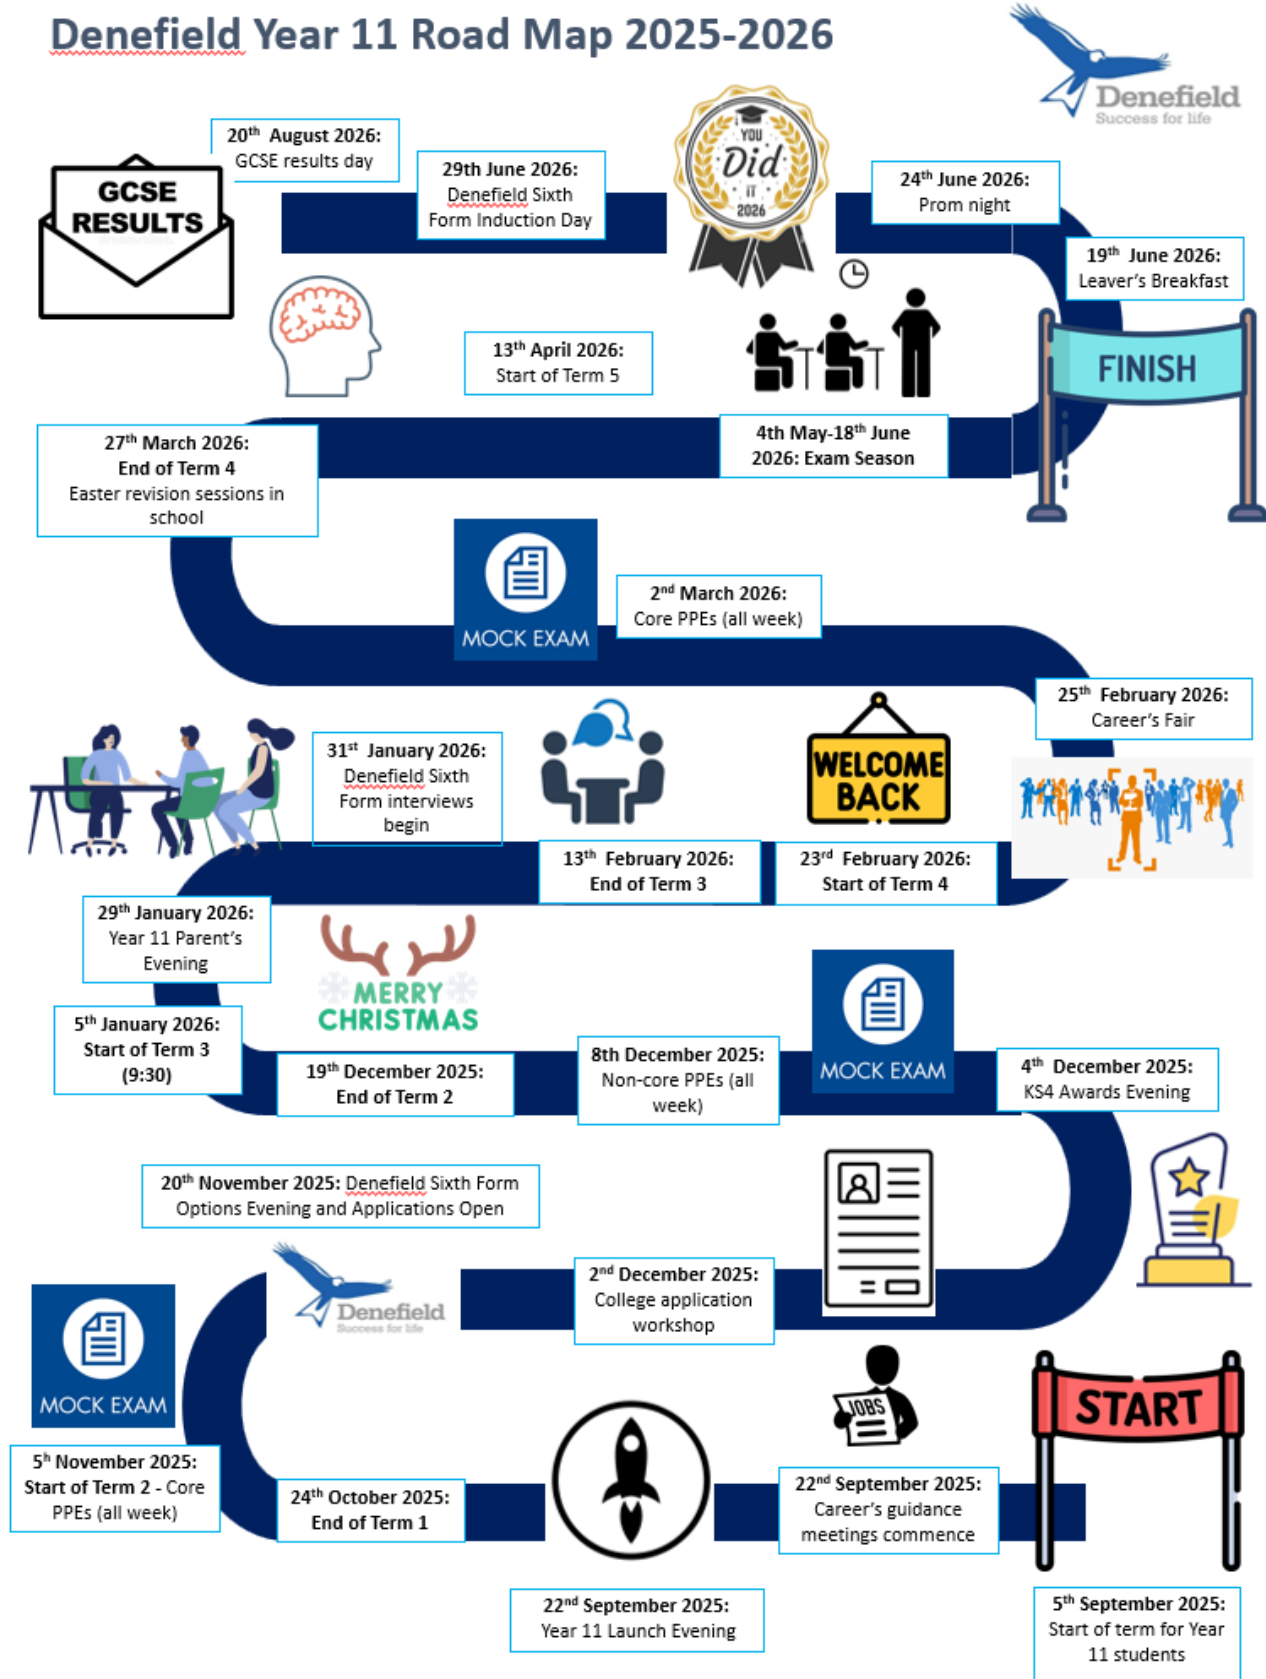 Denefield Year 11 Road Map 2025-2026
Denefield
Success for life
20th August 2026:
GCSE results day
GCSE
RESULTS
29th June 2026:
Denefield Sixth
Form Induction Day
YOU
Did
iT
2026
24th June 2026:
Prom night
19th June 2026:
Leaver's Breakfast
FINISH
13th April 2026:
Start of Term 5
4th May-18th June
2026: Exam Season
27th March 2026:
End of Term 4
Easter revision sessions in
school
MOCK EXAM
2nd March 2026:
Core PPEs (all week)
25th February 2026:
Career's Fair
31st January 2026:
Denefield Sixth
Form interviews
begin
WELCOME
BACK
13th February 2026:
End of Term 3
23rd February 2026:
Start of Term 4
29th January 2026:
Year 11 Parent's
Evening
MERRY
CHRISTMAS
5th January 2026:
Start of Term 3
(9:30)
19th December 2025:
End of Term 2
8th December 2025:
Non-core PPEs (all
week)
MOCK EXAM
4th December 2025:
KS4 Awards Evening
20th November 2025: Denefield Sixth Form
Options Evening and Applications Open
Denefield
Success for life
2nd December 2025:
College application
workshop
MOCK EXAM
5h November 2025:
Start of Term 2 - Core
PPEs (all week)
24th October 2025:
End of Term 1
JOBS
22nd September 2025:
Career's guidance
meetings commence
START
22nd September 2025:
Year 11 Launch Evening
5th September 2025:
Start of term for Year
11 students